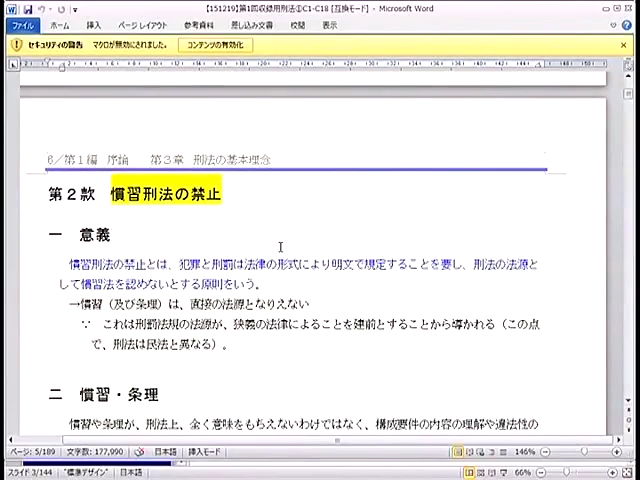 [151219]第1回収録用刑法①C1-C18 [互換モード] - Microsoft Word
ファイル ホーム 挿入 ページ レイアウト 参考資料 差し込み文書 校閲 表示
セキュリティの警告 マクロが無効にされました。 コンテンツの有効化
6／第１編 序論 第３章 刑法の基本理念
第２款 慣習刑法の禁止
一 意義
慣習刑法の禁止とは、犯罪と刑罰は法律の形式により明文で規定することを要し、刑法の法源と
して慣習法を認めないとする原則をいう。
→慣習（及び条理）は、直接の法源となりえない
∵ これは刑罰法規の法源が、狭義の法律によることを建前とすることから導かれる（この点
で、刑法は民法と異なる）。
二 慣習・条理
慣習や条理が、刑法上、全く意味をもちえないわけではなく、構成要件の内容の理解や違法性の
ページ: 5/189 文字数: 177,990 日本語 挿入モード 146%
スライド 3/144 "標準デザイン" 日本語 66%